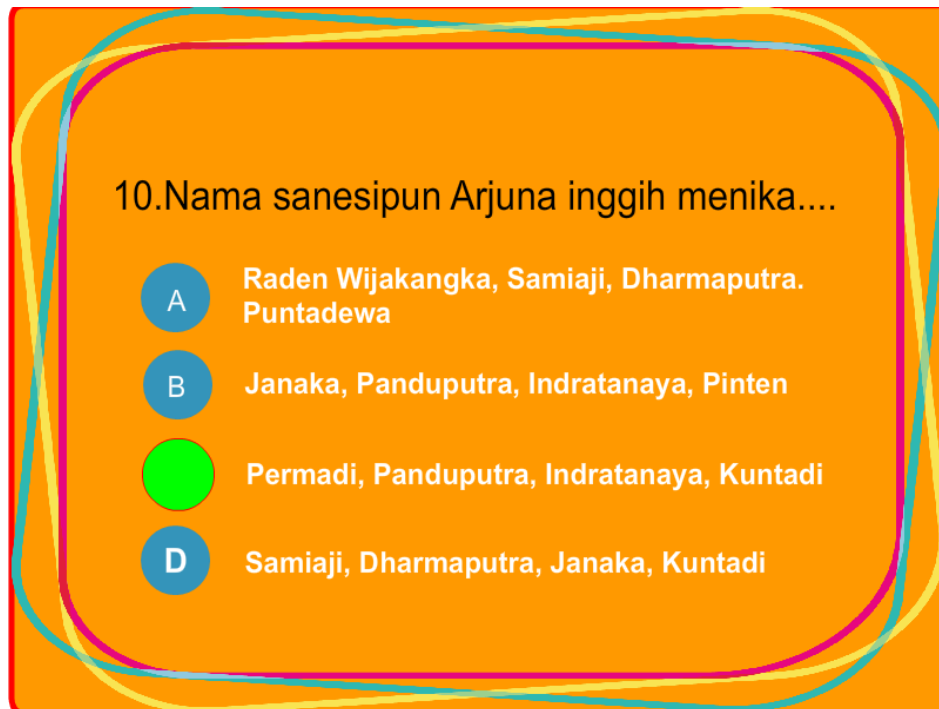 10.Nama sanesipun Arjuna inggih menika....
A
Raden Wijakangka, Samiaji, Dharmaputra.
Puntadewa
B
Janaka, Panduputra, Indratanaya, Pinten
Permadi, Panduputra, Indratanaya, Kuntadi
D
Samiaji, Dharmaputra, Janaka, Kuntadi